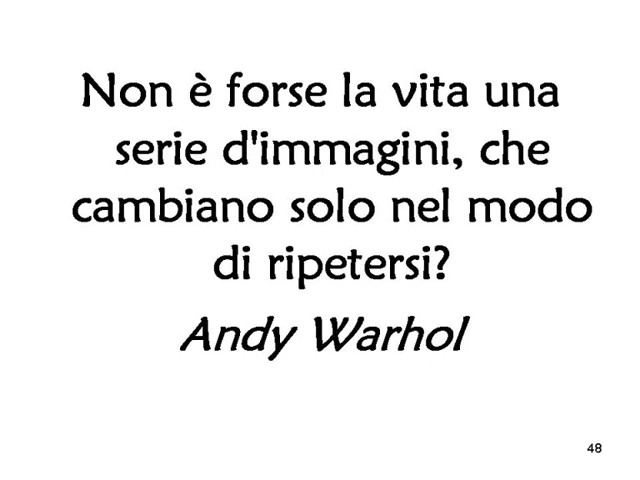 Non è forse la vita una
serie d'immagini, che
cambiano solo nel modo
di ripetersi?
Andy Warhol
48